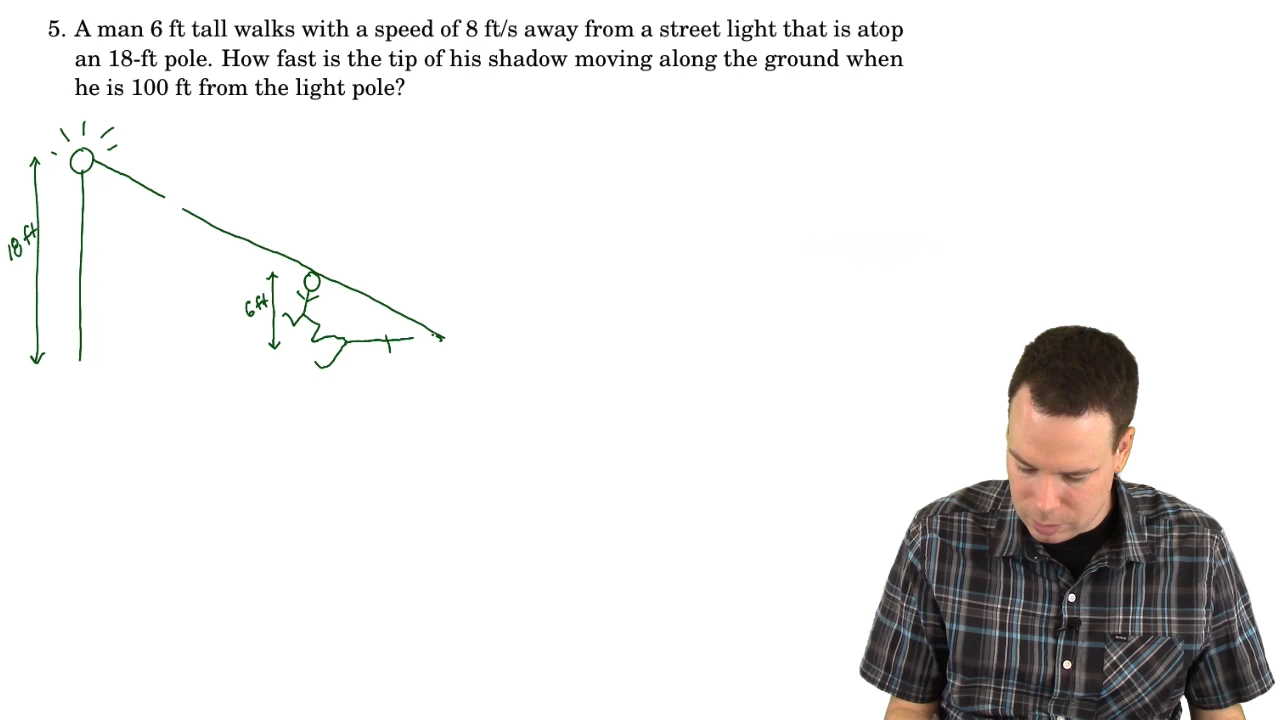 5. A man 6 ft tall walks with a speed of 8 ft/s away from a street light that is atop
an 18-ft pole. How fast is the tip of his shadow moving along the ground when
he is 100 ft from the light pole?
18 ft
6 ft